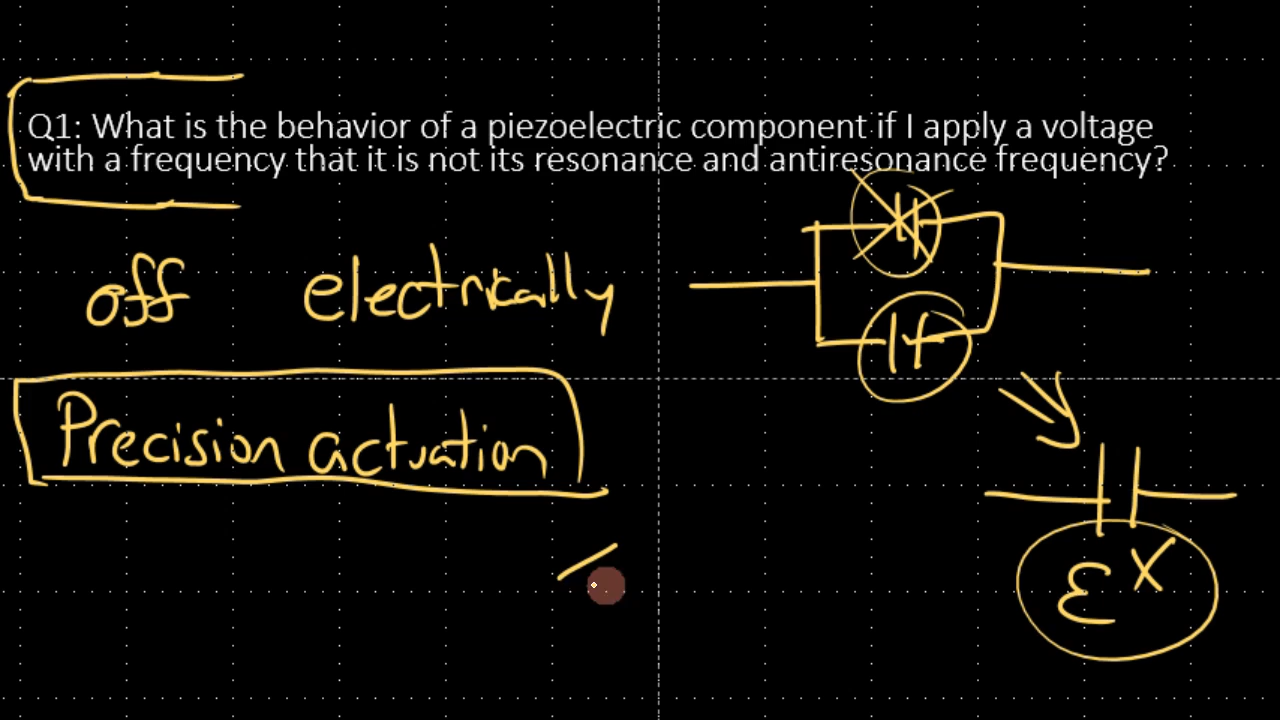 Q1: What is the behavior of a piezoelectric component if I apply a voltage
with a frequency that it is not its resonance and antiresonance frequency?
off electrically
Precision actuation
εˣ